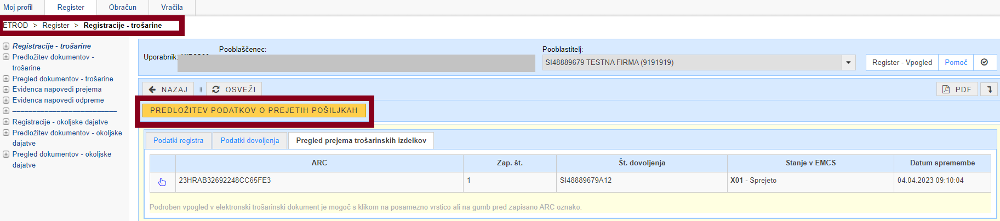 Moj profil Register Obračun Vračila
ETROD > Register > Registracije - trošarine
Registracije - trošarine
Predložitev dokumentov -
trošarine
Pregled dokumentov - trošarine
Evidenca napovedi prejema
Evidenca napovedi odpreme
Registracije - okoljske dajatve
Predložitev dokumentov - okoljske
dajatve
Pregled dokumentov - okoljske
dajatve
Uporabnik:
Pooblaščenec:
Pooblastitelj:
SI48889679 TESTNA FIRMA (9191919)
Register - Vpogled Pomoč
NAZAJ OSVEŽI PDF
PREDLOŽITEV PODATKOV O PREJETIH POŠILJKAH
Podatki registra Podatki dovoljenja Pregled prejema trošarinskih izdelkov
ARC Zap. št. Št. dovoljenja Stanje v EMCS Datum spremembe
23HRAB32692248CC65FE3 1 SI48889679A12 X01 - Sprejeto 04.04.2023 09:10:04
Podroben vpogled v elektronski trošarinski dokument je mogoč s klikom na posamezno vrstico ali na gumb pred zapisano ARC oznako.